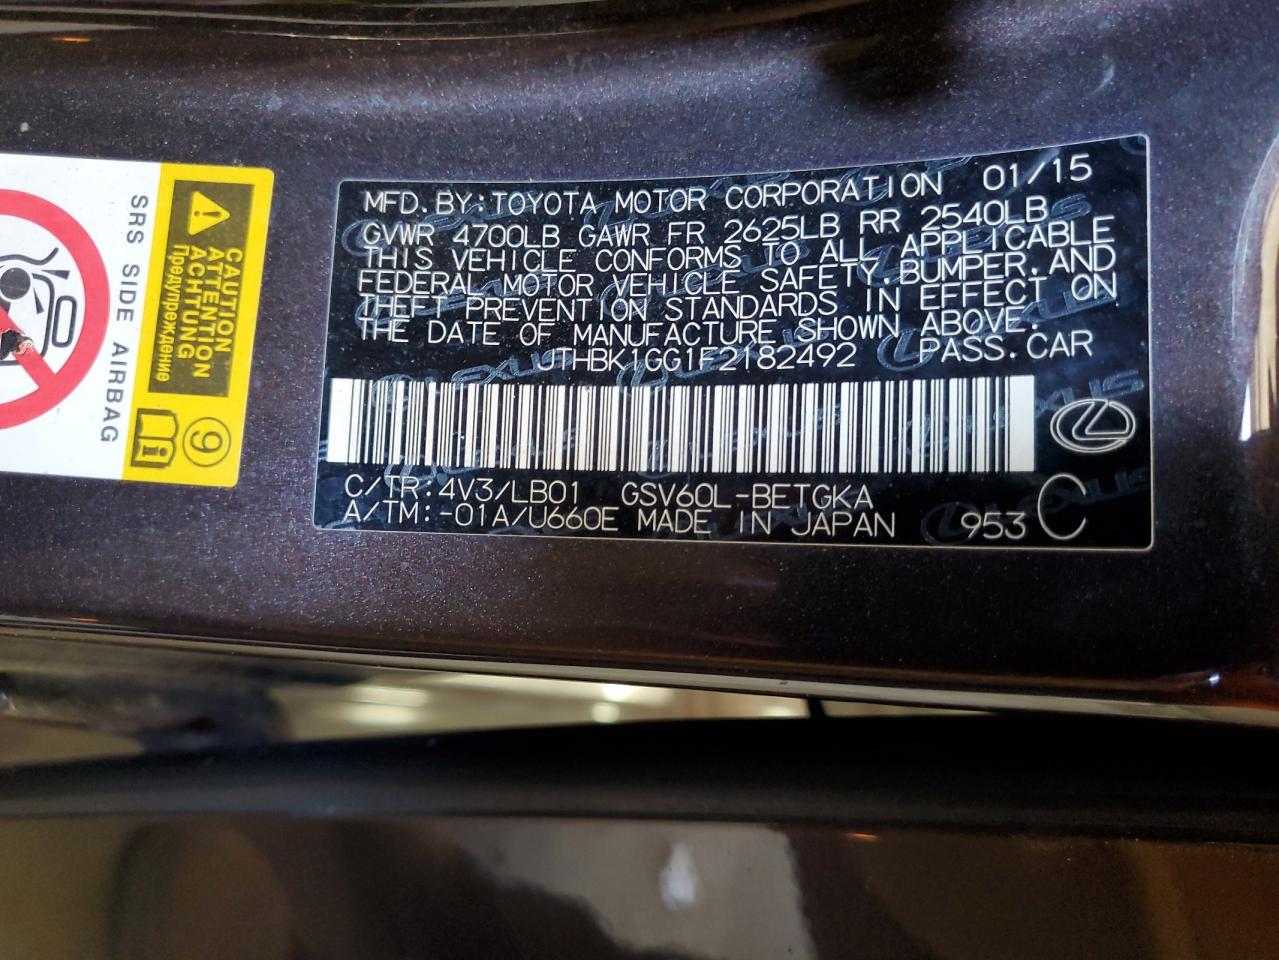 SRS SIDE AIRBAG
CAUTION
ATTENTION
ACHTUNG
Предупреждение
9
MFD.BY:TOYOTA MOTOR CORPORATION 01/15
GVWR 4700LB GAWR FR 2625LB RR 2540LB
THIS VEHICLE CONFORMS TO ALL APPLICABLE
FEDERAL MOTOR VEHICLE SAFETY,BUMPER,AND
THEFT PREVENTION STANDARDS IN EFFECT ON
THE DATE OF MANUFACTURE SHOWN ABOVE.
JTHBK1GG1F2182492 PASS.CAR
C/TR:4V3/LB01 GSV60L-BETGKA
A/TM:-01A/U660E MADE IN JAPAN 953 C